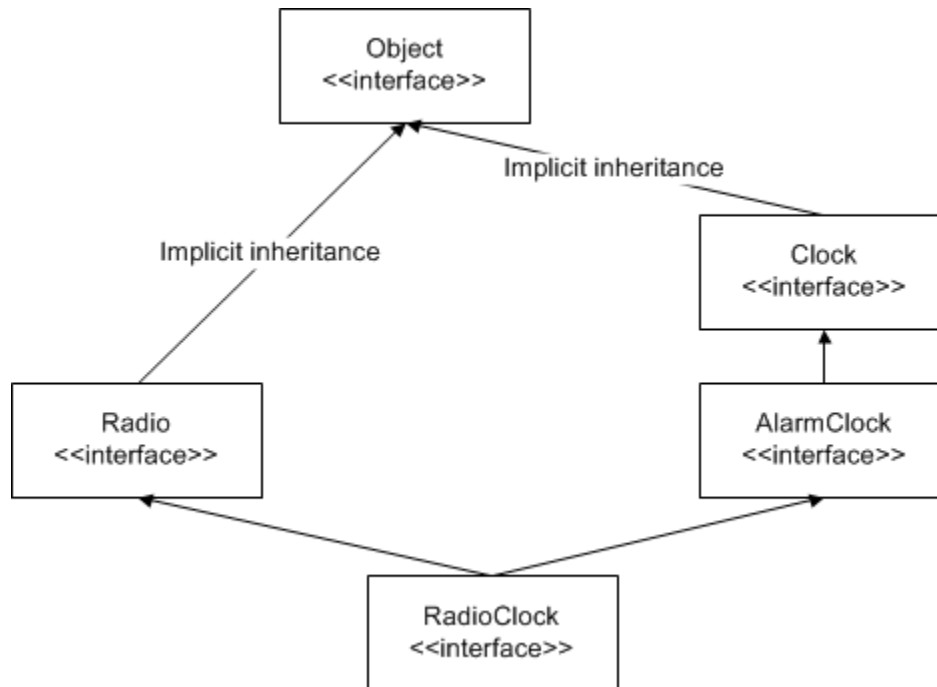 Object
<<interface>>
Implicit inheritance
Implicit inheritance
Clock
<<interface>>
Radio
<<interface>>
AlarmClock
<<interface>>
RadioClock
<<interface>>